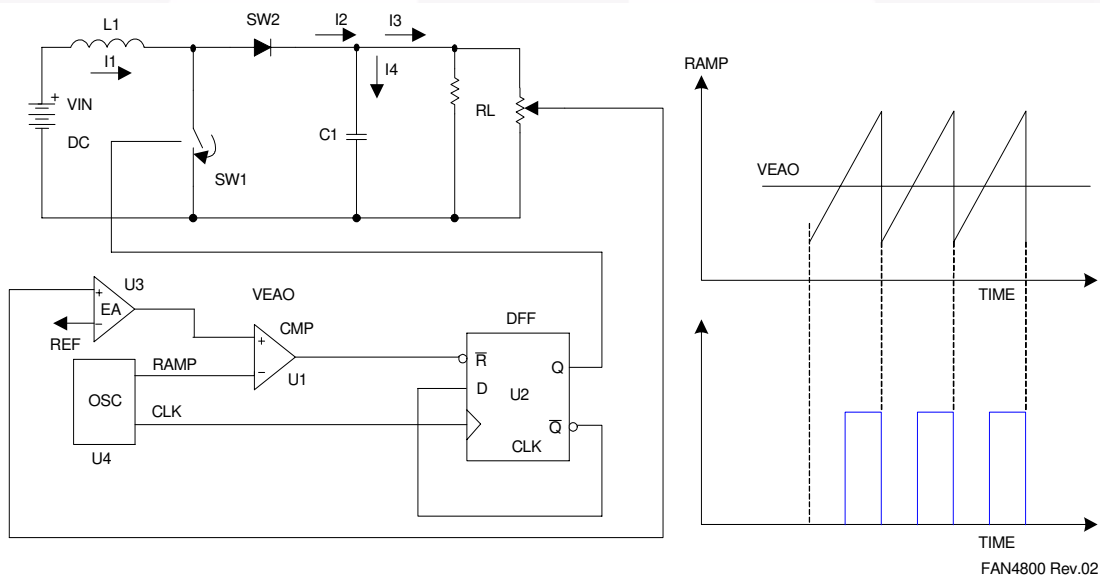 L1
SW2
I2
I3
I1
I4
+
VIN
DC
C1
RL
SW1
U3
+
EA
−
REF
VEAO
CMP
+
−
U1
RAMP
OSC
CLK
U4
DFF
R
D
U2
Q
Q
CLK
RAMP
VEAO
TIME
TIME
FAN4800 Rev.02